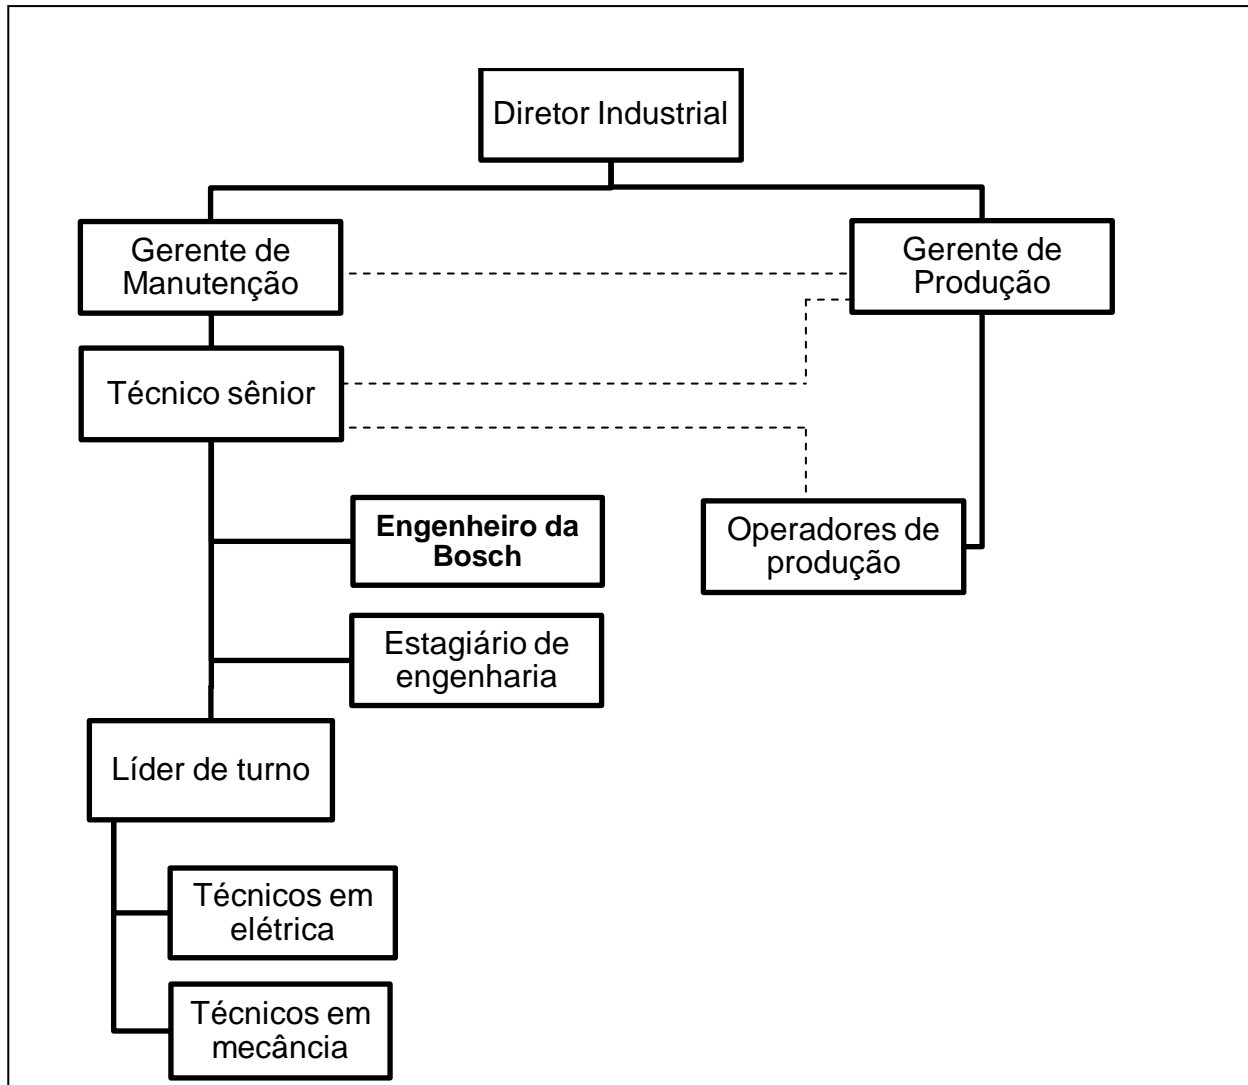 Diretor Industrial
Gerente de
Manutenção
Gerente de
Produção
Técnico sênior
Engenheiro da
Bosch
Operadores de
produção
Estagiário de
engenharia
Líder de turno
Técnicos em
elétrica
Técnicos em
mecância